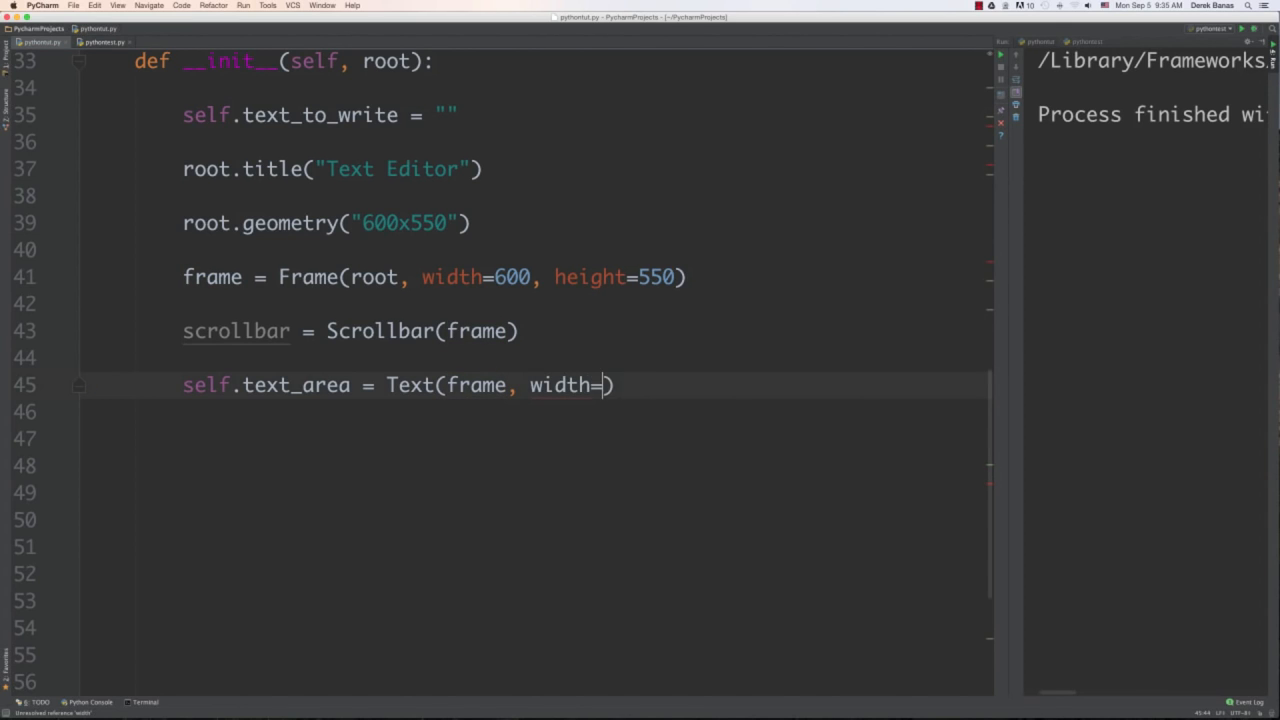 PyCharm File Edit View Navigate Code Refactor Run Tools VCS Window Help
10 Mon Sep 5 9:35 AM Derek Banas
pythontut.py - PycharmProjects - [~/PycharmProjects]
PycharmProjects pythontut.py pythontest
pythontut.py pythontest.py Run: pythontut pythontest
1: Project
7: Structure
2: Favorites
33 def __init__(self, root):
34
35 self.text_to_write = ""
36
37 root.title("Text Editor")
38
39 root.geometry("600x550")
40
41 frame = Frame(root, width=600, height=550)
42
43 scrollbar = Scrollbar(frame)
44
45 self.text_area = Text(frame, width=)
46
47
48
49
50
51
52
53
54
55
56
/Library/Frameworks
Process finished wi
Run
6: TODO Python Console Terminal Event Log
Unresolved reference 'width' 45:44 LF÷ UTF-8÷